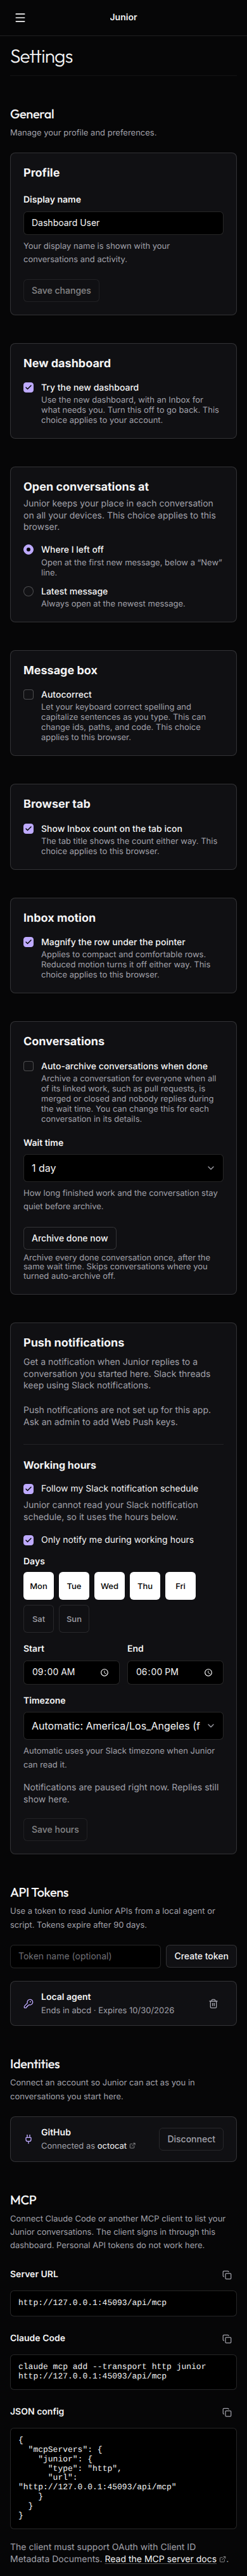 Junior
Settings
General
Manage your profile and preferences.
Profile
Display name
Dashboard User
Your display name is shown with your
conversations and activity.
Save changes
New dashboard
Try the new dashboard
Use the new dashboard, with an Inbox for
what needs you. Turn this off to go back. This
choice applies to your account.
Open conversations at
Junior keeps your place in each conversation
on all your devices. This choice applies to this
browser.
Where I left off
Open at the first new message, below a “New”
line.
Latest message
Always open at the newest message.
Message box
Autocorrect
Let your keyboard correct spelling and
capitalize sentences as you type. This can
change ids, paths, and code. This choice
applies to this browser.
Browser tab
Show Inbox count on the tab icon
The tab title shows the count either way. This
choice applies to this browser.
Inbox motion
Magnify the row under the pointer
Applies to compact and comfortable rows.
Reduced motion turns it off either way. This
choice applies to this browser.
Conversations
Auto-archive conversations when done
Archive a conversation for everyone when all
of its linked work, such as pull requests, is
merged or closed and nobody replies during
the wait time. You can change this for each
conversation in its details.
Wait time
1 day
How long finished work and the conversation stay
quiet before archive.
Archive done now
Archive every done conversation once, after the
same wait time. Skips conversations where you
turned auto-archive off.
Push notifications
Get a notification when Junior replies to a
conversation you started here. Slack threads
keep using Slack notifications.
Push notifications are not set up for this app.
Ask an admin to add Web Push keys.
Working hours
Follow my Slack notification schedule
Junior cannot read your Slack notification
schedule, so it uses the hours below.
Only notify me during working hours
Days
Mon Tue Wed Thu Fri
Sat Sun
Start End
09:00 AM 06:00 PM
Timezone
Automatic: America/Los_Angeles (f
Automatic uses your Slack timezone when Junior
can read it.
Notifications are paused right now. Replies still
show here.
Save hours
API Tokens
Use a token to read Junior APIs from a local agent or
script. Tokens expire after 90 days.
Token name (optional) Create token
Local agent
Ends in abcd · Expires 10/30/2026
Identities
Connect an account so Junior can act as you in
conversations you start here.
GitHub
Connected as octocat
Disconnect
MCP
Connect Claude Code or another MCP client to list your
Junior conversations. The client signs in through this
dashboard. Personal API tokens do not work here.
Server URL
http://127.0.0.1:45093/api/mcp
Claude Code
claude mcp add --transport http junior
http://127.0.0.1:45093/api/mcp
JSON config
{
"mcpServers": {
"junior": {
"type": "http",
"url":
"http://127.0.0.1:45093/api/mcp"
}
}
}
The client must support OAuth with Client ID
Metadata Documents. Read the MCP server docs .